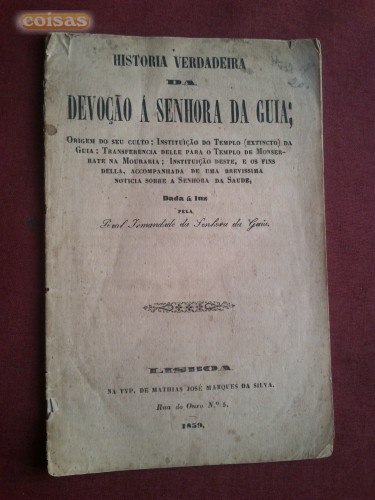 coisas
HISTORIA VERDADEIRA
DA
DEVOÇÃO Á SENHORA DA GUIA;
Origem do seu culto; Instituição do Templo (extincto) da
Guia; Transferencia delle para o Templo de Monser-
rate na Mouraria; Instituição deste, e os fins
della, accompanhada de uma brevissima
noticia sobre a Senhora da Saude,
Dada á luz
PELA
Real Irmandade da Senhora da Guia.
LISBOA
NA TYP. DE MATHIAS JOSÉ MARQUES DA SILVA.
Rua do Ouro N.º
1859.